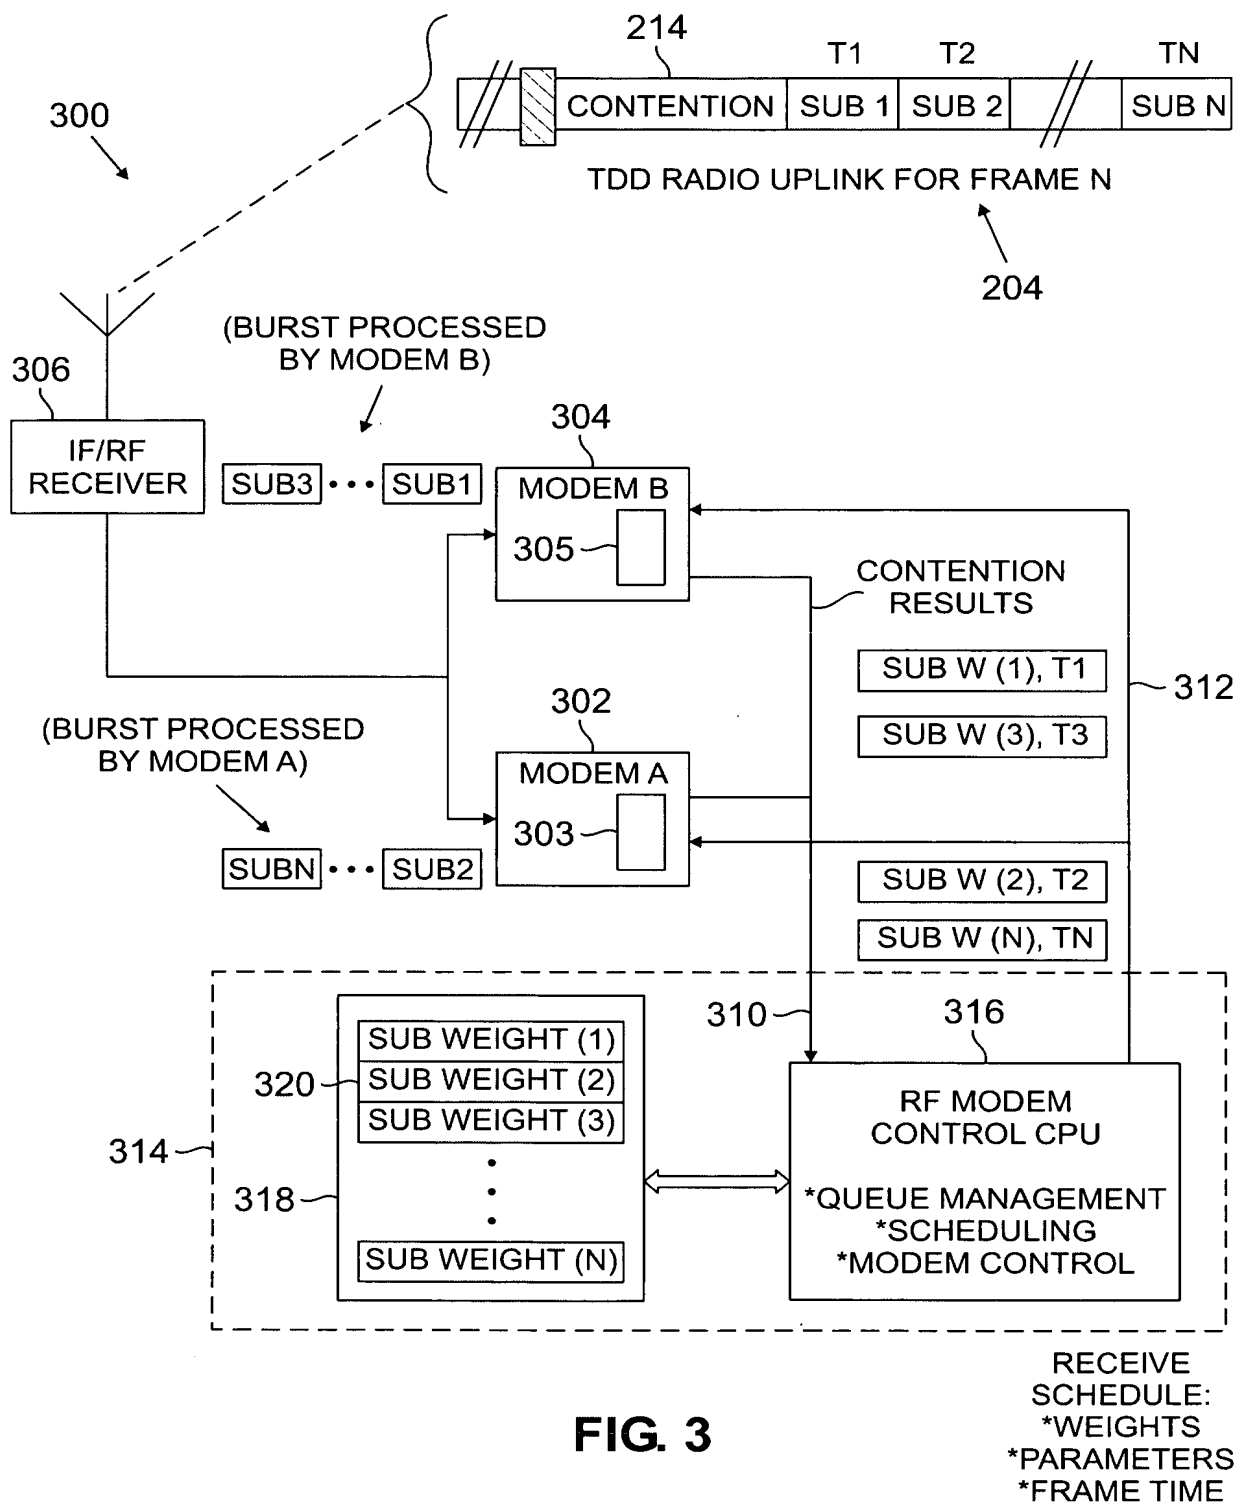 214
T1 T2 TN
CONTENTION SUB 1 SUB 2 SUB N
300
TDD RADIO UPLINK FOR FRAME N
204
(BURST PROCESSED
BY MODEM B)
306
IF/RF
RECEIVER
SUB3 ••• SUB1
304
MODEM B
305
CONTENTION
RESULTS
SUB W (1), T1
312
SUB W (3), T3
302
(BURST PROCESSED
BY MODEM A)
MODEM A
303
SUBN ••• SUB2
SUB W (2), T2
SUB W (N), TN
310
316
SUB WEIGHT (1)
320
SUB WEIGHT (2)
SUB WEIGHT (3)
314
318
SUB WEIGHT (N)
RF MODEM
CONTROL CPU
*QUEUE MANAGEMENT
*SCHEDULING
*MODEM CONTROL
RECEIVE
SCHEDULE:
*WEIGHTS
*PARAMETERS
*FRAME TIME
FIG. 3